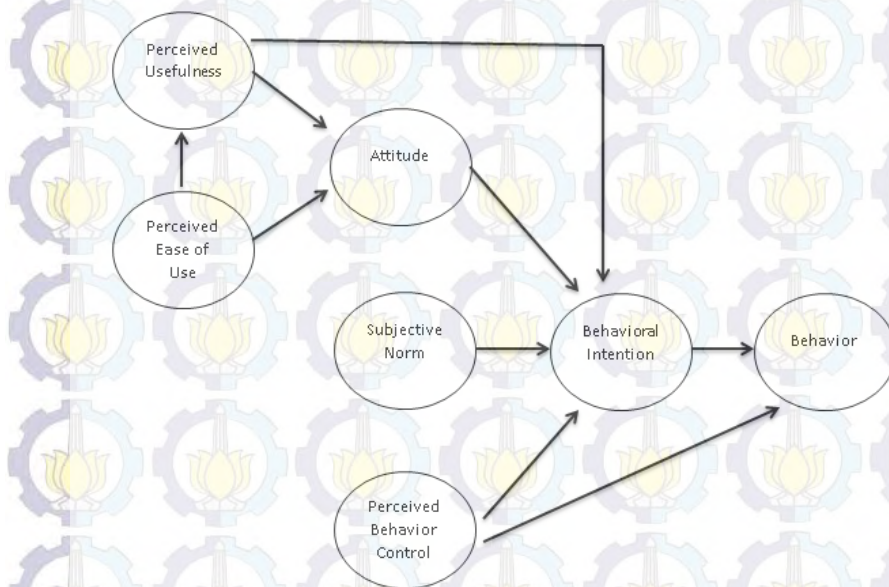 Perceived
Usefulness
Attitude
Perceived
Ease of
Use
Subjective
Norm
Behavioral
Intention
Behavior
Perceived
Behavior
Control